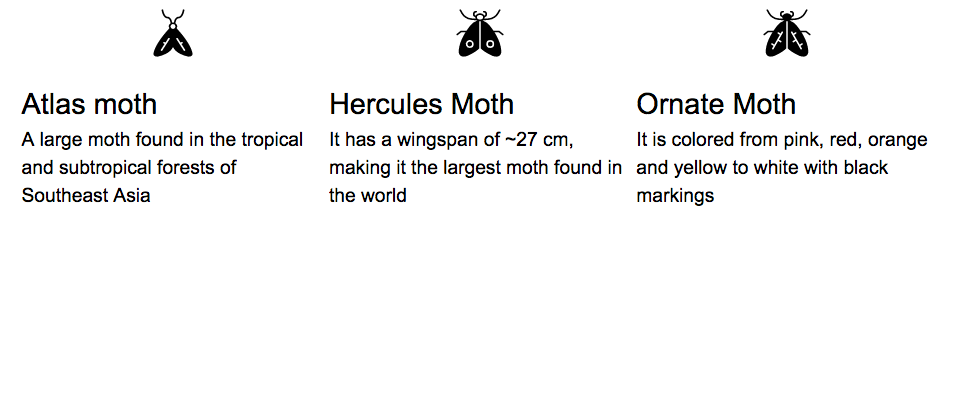 Atlas moth
A large moth found in the tropical
and subtropical forests of
Southeast Asia
Hercules Moth
It has a wingspan of ~27 cm,
making it the largest moth found in
the world
Ornate Moth
It is colored from pink, red, orange
and yellow to white with black
markings